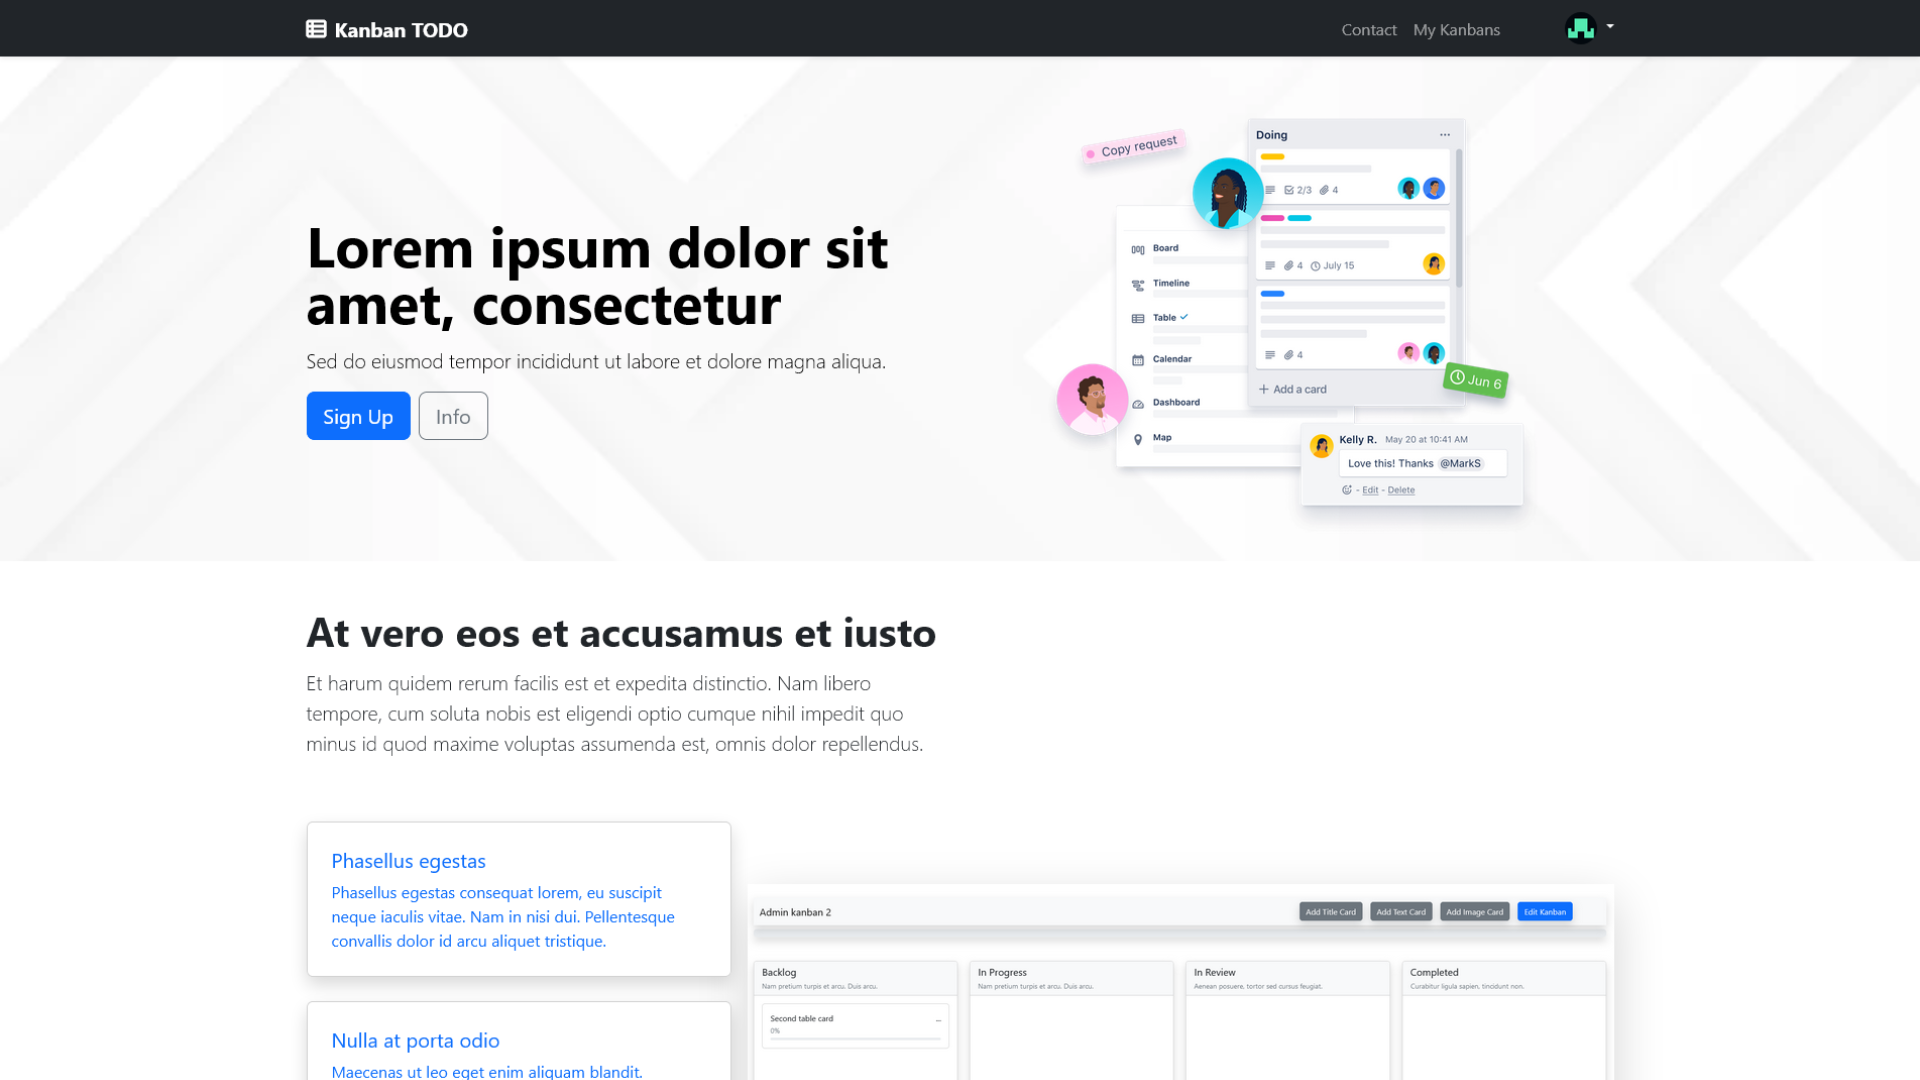 Kanban TODO
Contact
My Kanbans
Copy request
Doing
2/3
4
4
July 15
4
Add a card
Board
Timeline
Table
Calendar
Dashboard
Map
Jun 6
Kelly R.
May 20 at 10:41 AM
Love this! Thanks @MarkS
- Edit - Delete
Lorem ipsum dolor sit
amet, consectetur
Sed do eiusmod tempor incididunt ut labore et dolore magna aliqua.
Sign Up
Info
At vero eos et accusamus et iusto
Et harum quidem rerum facilis est et expedita distinctio. Nam libero
tempore, cum soluta nobis est eligendi optio cumque nihil impedit quo
minus id quod maxime voluptas assumenda est, omnis dolor repellendus.
Phasellus egestas
Phasellus egestas consequat lorem, eu suscipit
neque iaculis vitae. Nam in nisi dui. Pellentesque
convallis dolor id arcu aliquet tristique.
Nulla at porta odio
Maecenas ut leo eget enim aliquam blandit.
Admin kanban 2
Add Title Card
Add Text Card
Add Image Card
Edit Kanban
Backlog
Nam pretium turpis et arcu. Duis arcu.
Second table card
0%
In Progress
Nam pretium turpis et arcu. Duis arcu.
In Review
Aenean posuere, tortor sed cursus feugiat.
Completed
Curabitur ligula sapien, tincidunt non.